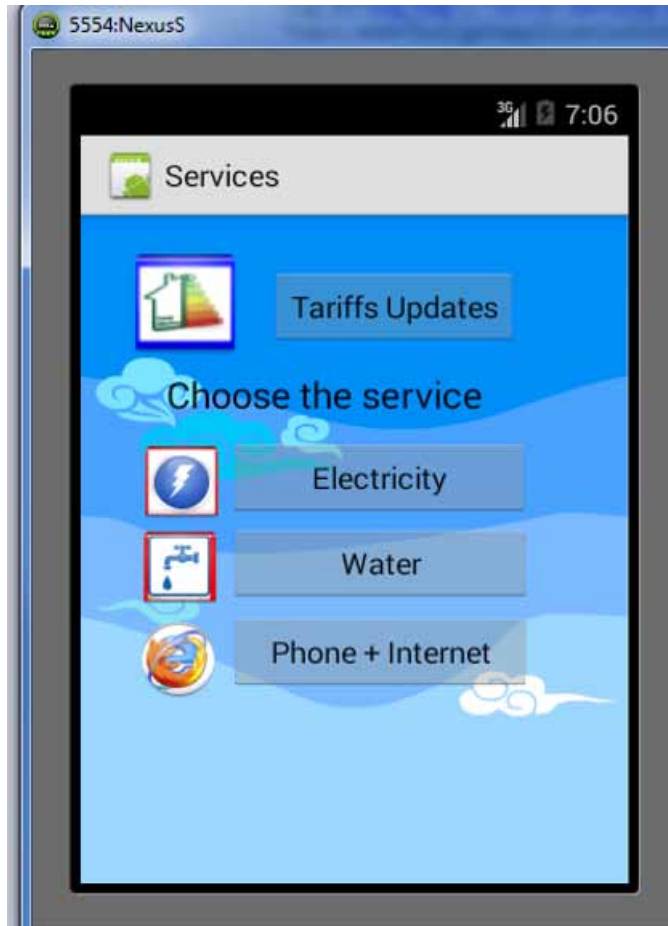 5554:NexusS
3G 7:06
Services
Tariffs Updates
Choose the service
Electricity
Water
Phone + Internet